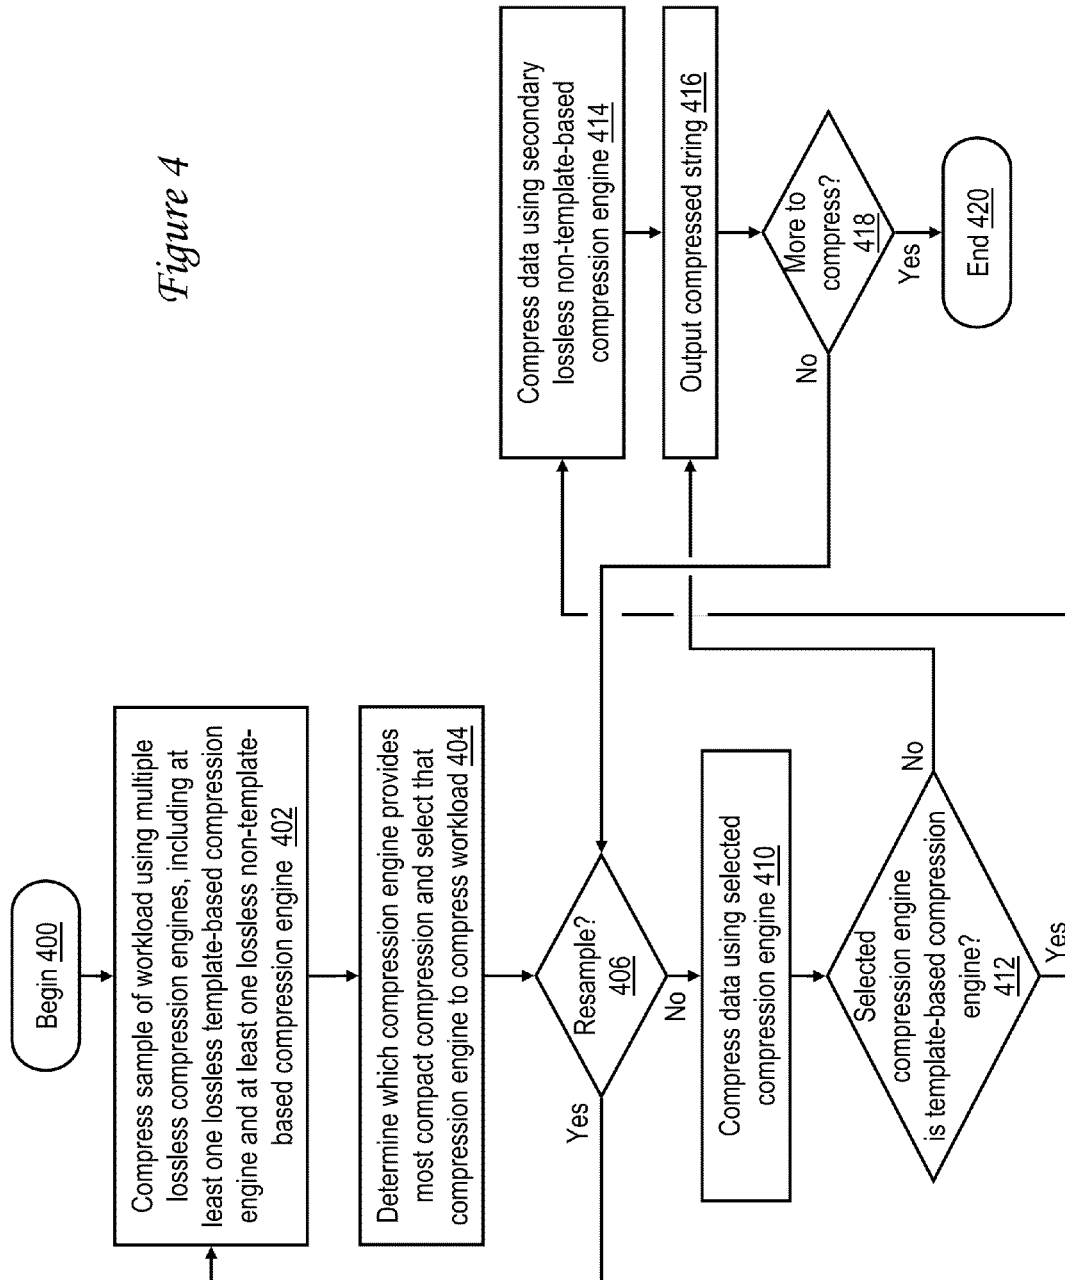 Begin 400
Compress sample of workload using multiple
lossless compression engines, including at
least one lossless template-based compression
engine and at least one lossless non-template-
based compression engine 402
Determine which compression engine provides
most compact compression and select that
compression engine to compress workload 404
Resample?
406
Yes
No
Compress data using selected
compression engine 410
Selected
compression engine
is template-based compression
engine?
412
No
Yes
Compress data using secondary
lossless non-template-based
compression engine 414
Output compressed string 416
More to
compress?
418
No
Yes
End 420
Figure 4